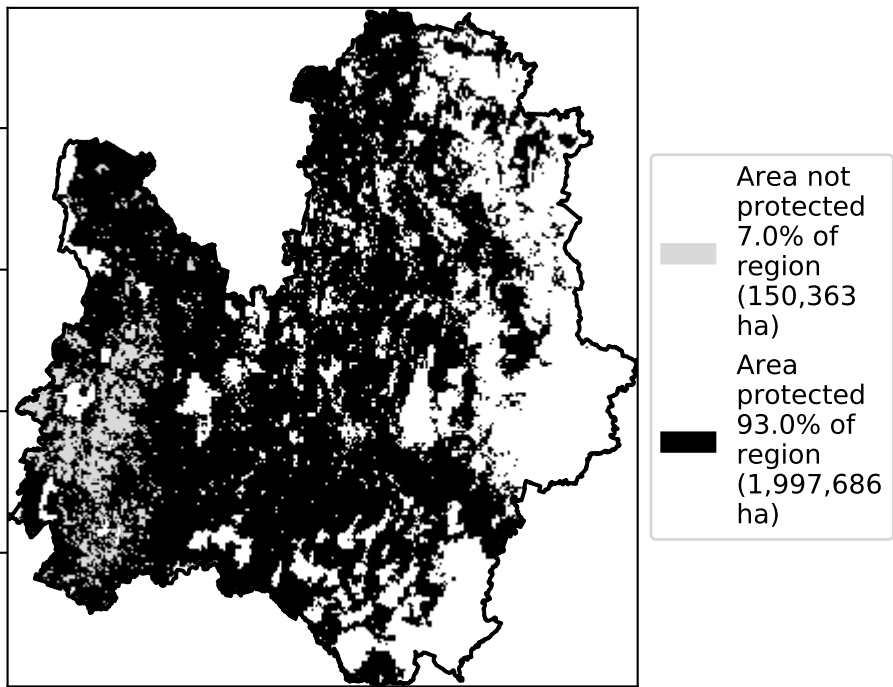 Area not
protected
7.0% of
region
(150,363
ha)
Area
protected
93.0% of
region
(1,997,686
ha)